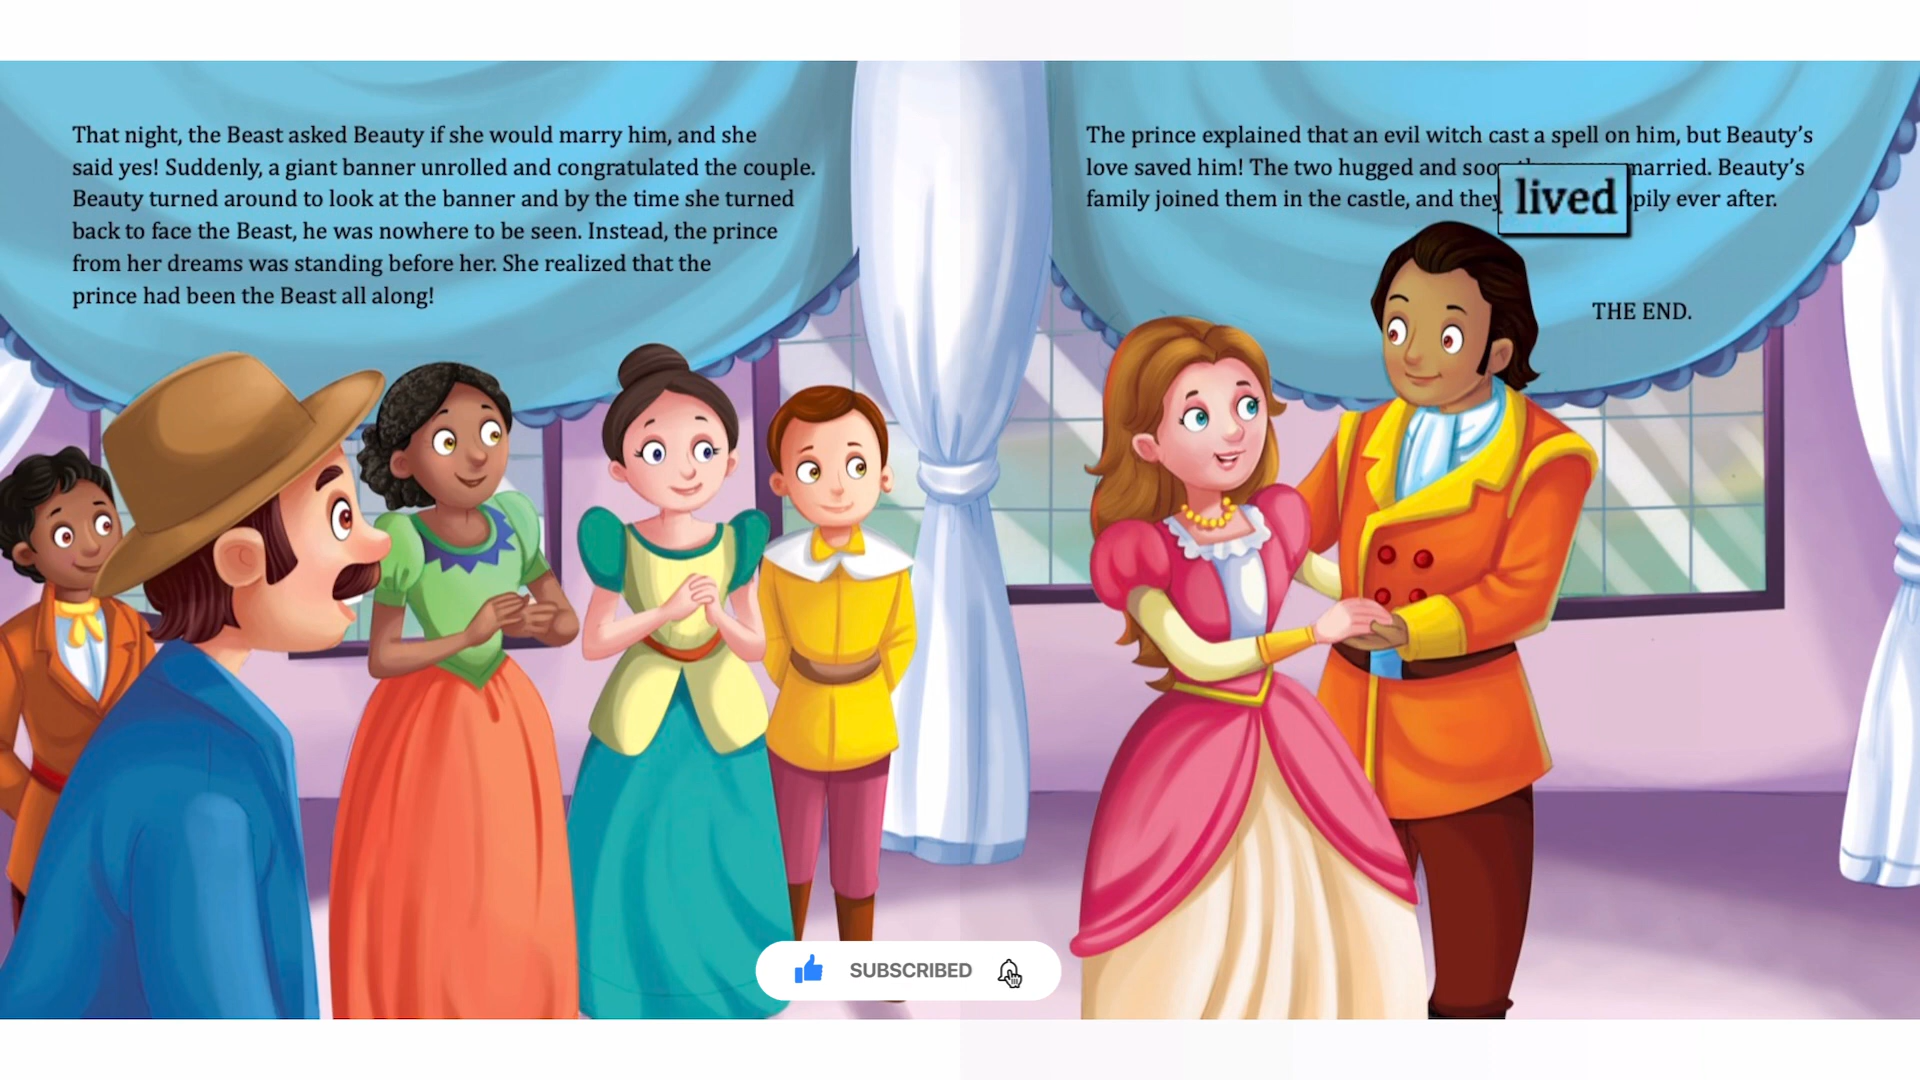 That night, the Beast asked Beauty if she would marry him, and she
said yes! Suddenly, a giant banner unrolled and congratulated the couple.
Beauty turned around to look at the banner and by the time she turned
back to face the Beast, he was nowhere to be seen. Instead, the prince
from her dreams was standing before her. She realized that the
prince had been the Beast all along!
The prince explained that an evil witch cast a spell on him, but Beauty’s
love saved him! The two hugged and married. Beauty’s
family joined them in the castle, and they lived ever after.
THE END.
SUBSCRIBED